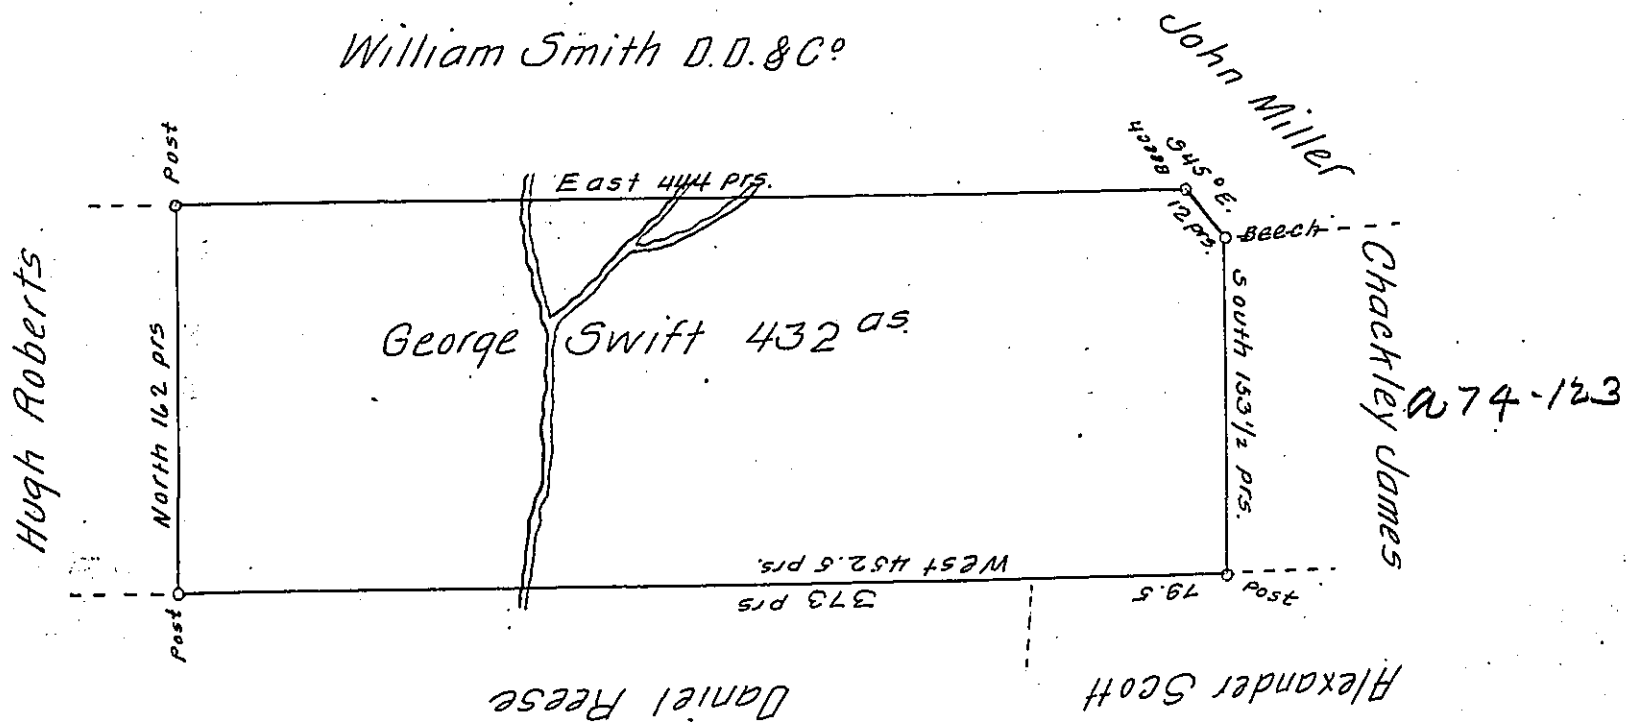 William Smith D.D. & Co
John Miller
Post
East 444 prs.
Beech
S45°E.
12 prs.
Beech
Hugh Roberts
North 162 prs
George Swift 432 as.
South 153 1/2 prs.
Chackley James
a 74-123
West 452.5 prs.
373 prs
79.5
Post
Post
Daniel Reese
Alexander Scott